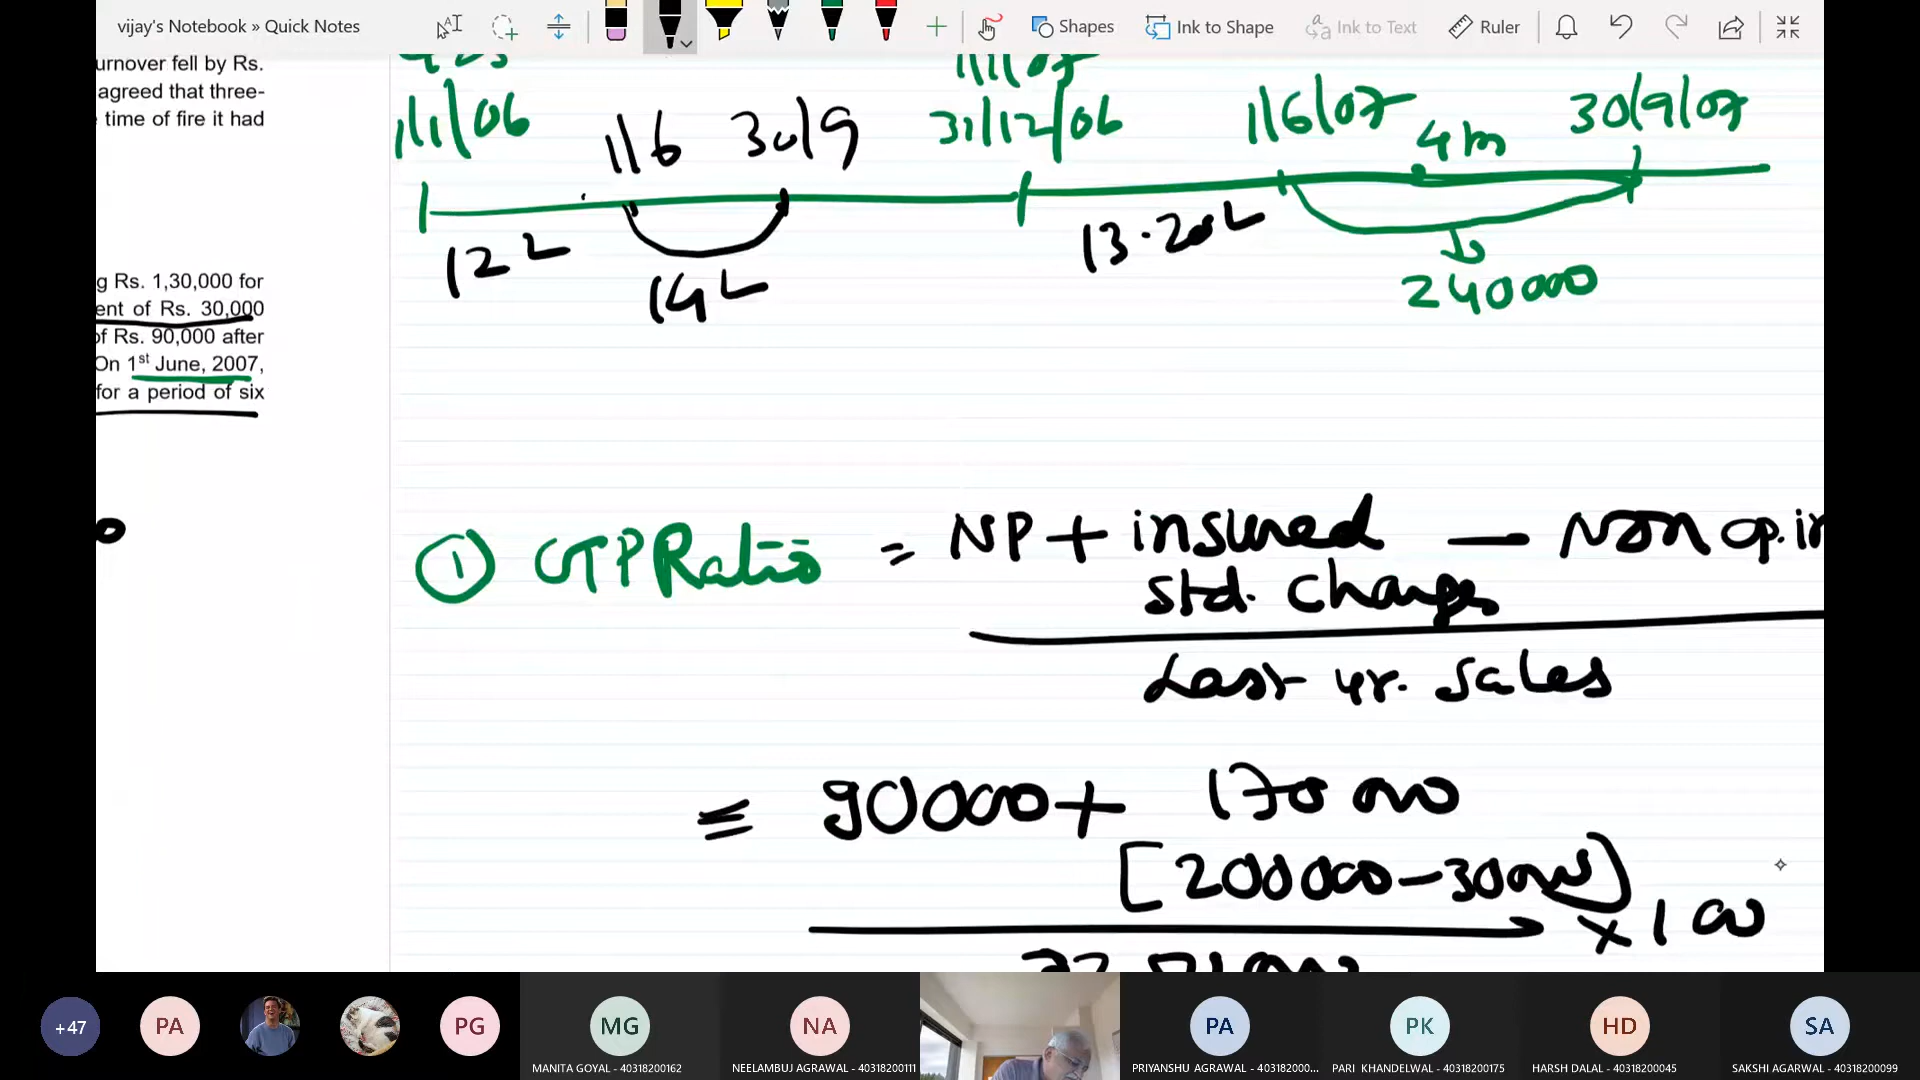 vijay's Notebook » Quick Notes
Shapes
Ink to Shape
Ink to Text
Ruler
urnover fell by Rs.
agreed that three-
time of fire it had
g Rs. 1,30,000 for
ent of Rs. 30,000
of Rs. 90,000 after
On 1st June, 2007,
for a period of six
1/1/06
1/6
30/9
31/12/06
1/6/07
4m
30/9/07
12L
14L
13.20L
240000
① GPRatio = NP + insured - Non op. in
std. charges
Last yr. Sales
= 90000 + 170000
[200000-30000] × 100
+47
PA
PG
MG
MANITA GOYAL - 40318200162
NA
NEELAMBUJ AGRAWAL - 40318200111
PA
PRIYANSHU AGRAWAL - 403182000...
PK
PARI KHANDELWAL - 40318200175
HD
HARSH DALAL - 40318200045
SA
SAKSHI AGARWAL - 40318200099